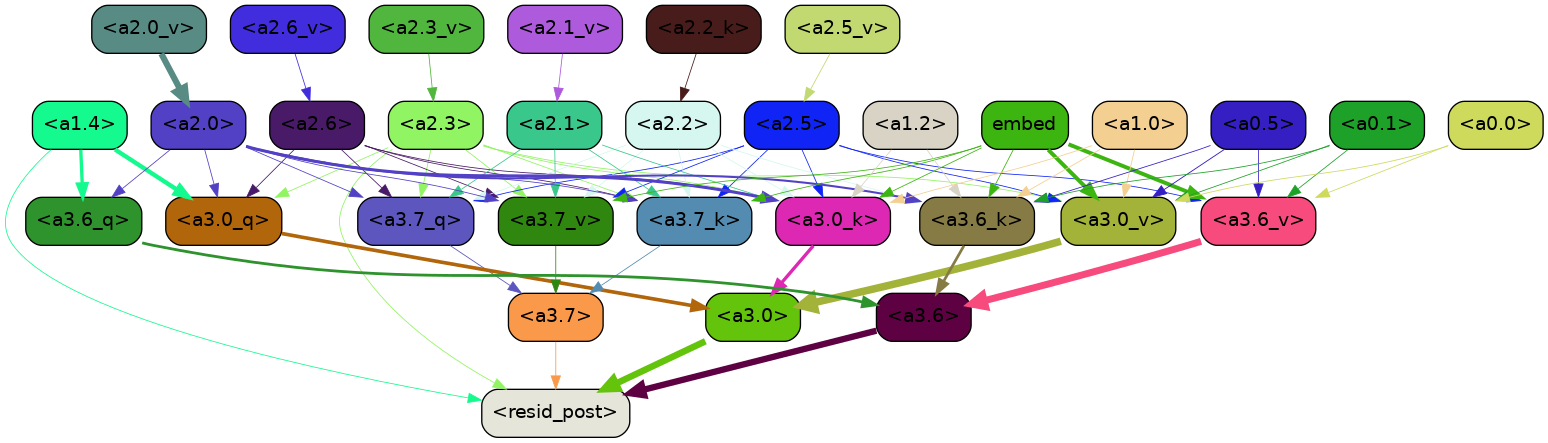 <a2.0_v> <a2.6_v> <a2.3_v> <a2.1_v> <a2.2_k> <a2.5_v>
<a1.4> <a2.0> <a2.6> <a2.3> <a2.1> <a2.2> <a2.5> <a1.2> embed <a1.0> <a0.5> <a0.1> <a0.0>
<a3.6_q> <a3.0_q> <a3.7_q> <a3.7_v> <a3.7_k> <a3.0_k> <a3.6_k> <a3.0_v> <a3.6_v>
<a3.7> <a3.0> <a3.6>
<resid_post>